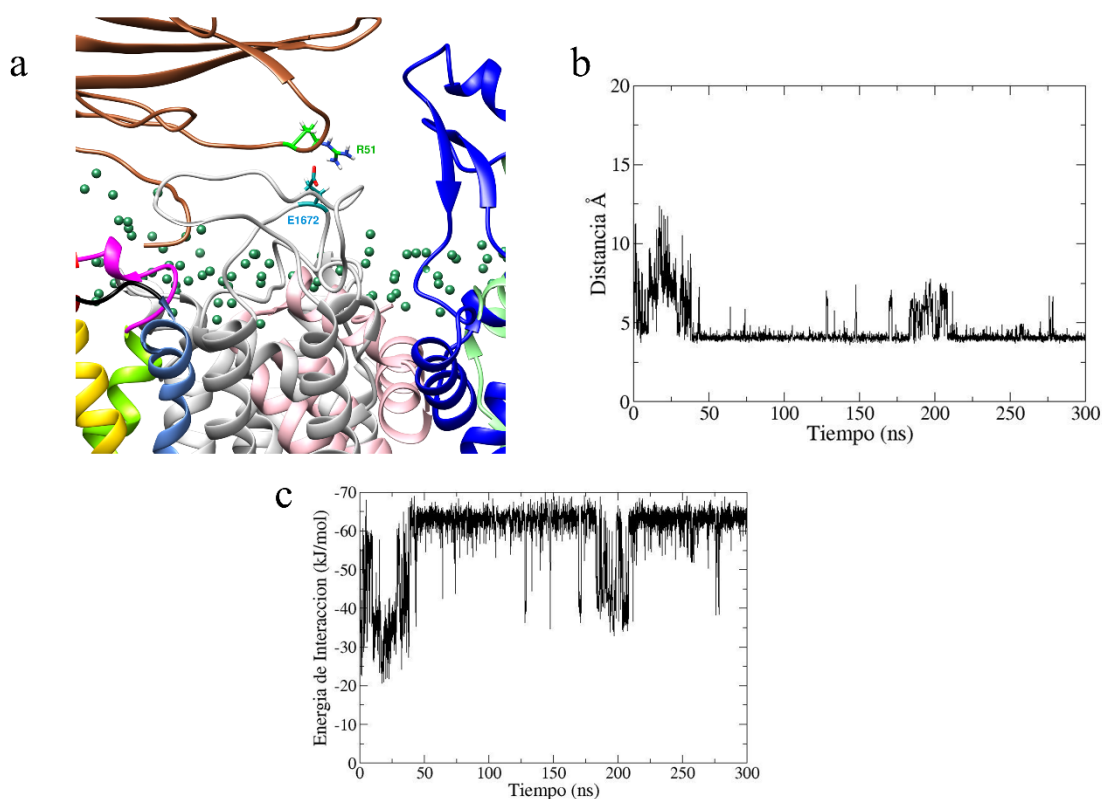 a
R51
E1672
b
20
15
10
5
0
Distancia Å
0 50 100 150 200 250 300
Tiempo (ns)
c
-70
-60
-50
-40
-30
-20
-10
0
Energia de Interaccion (kJ/mol)
0 50 100 150 200 250 300
Tiempo (ns)